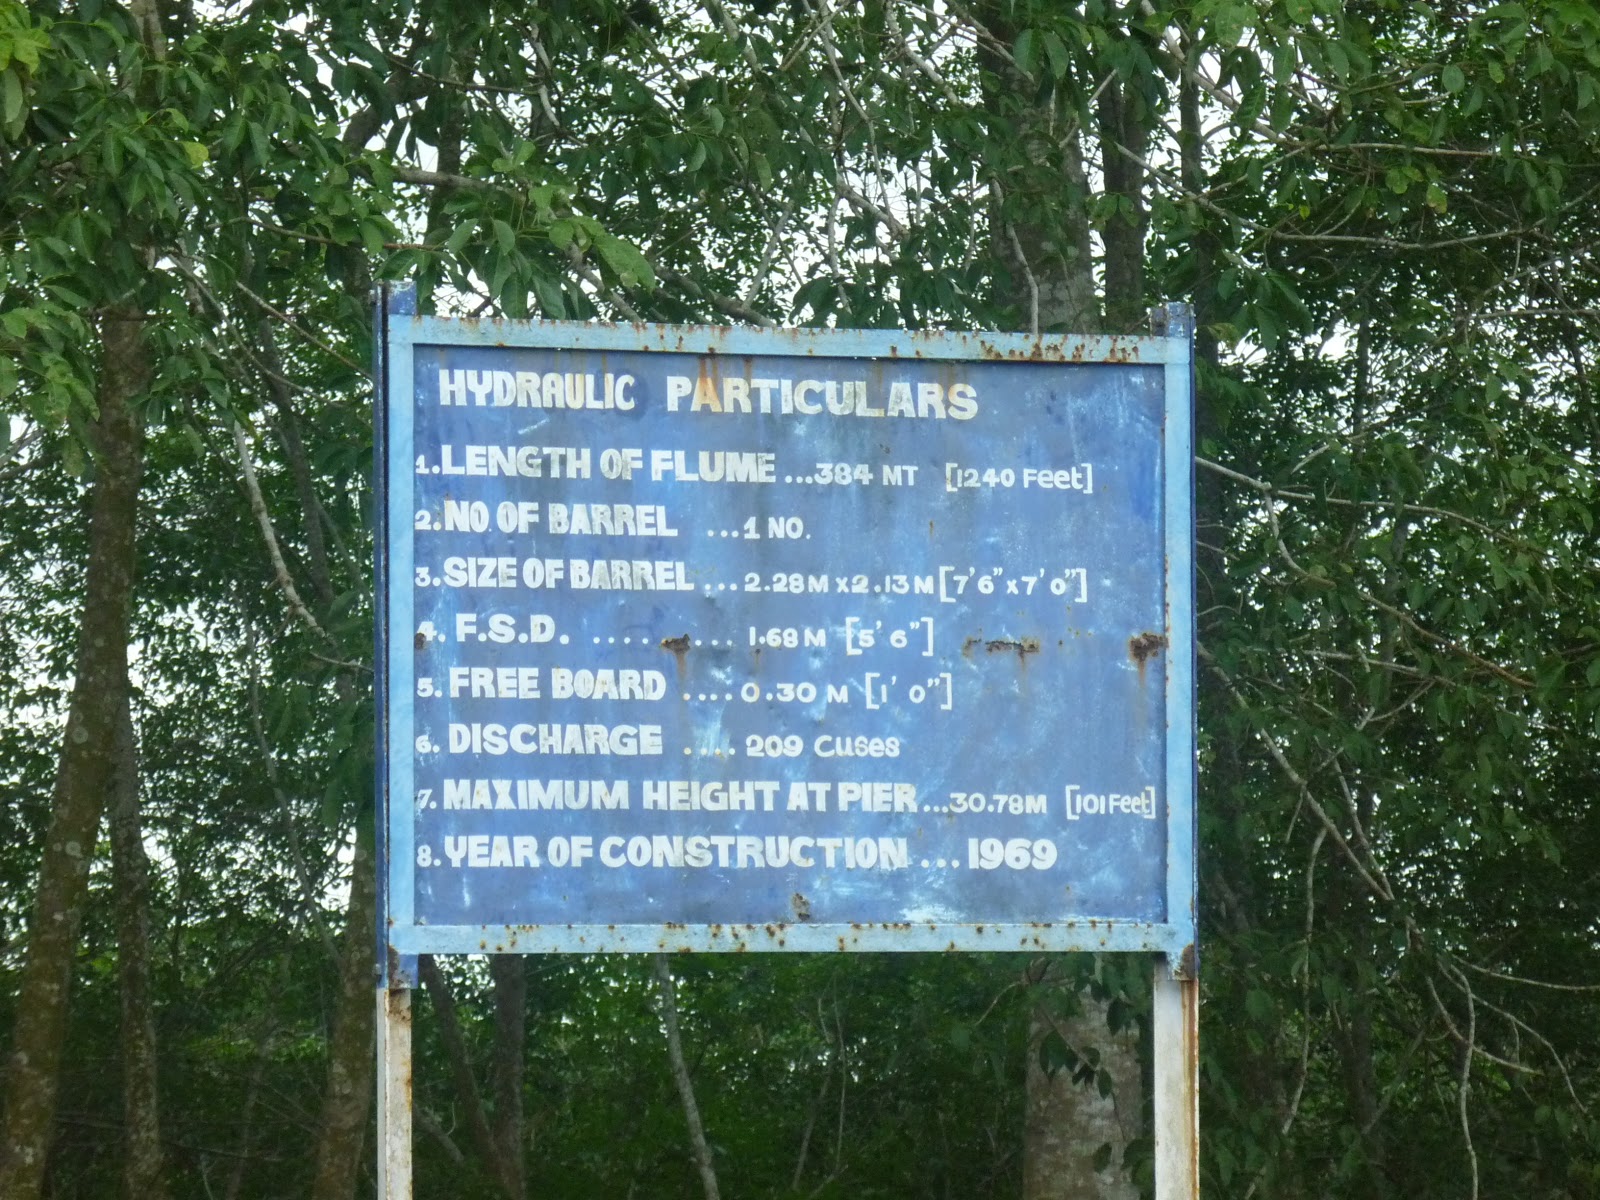 HYDRAULIC PARTICULARS
1. LENGTH OF FLUME ...384 MT [1240 Feet]
2. NO. OF BARREL ...1 NO.
3. SIZE OF BARREL ... 2.28 M x 2.13 M [7' 6" x 7' 0"]
4. F.S.D. ......... 1.68 M [5' 6"]
5. FREE BOARD .... 0.30 M [1' 0"]
6. DISCHARGE .... 209 Cuses
7. MAXIMUM HEIGHT AT PIER ...30.78M [101 Feet]
8. YEAR OF CONSTRUCTION ... 1969